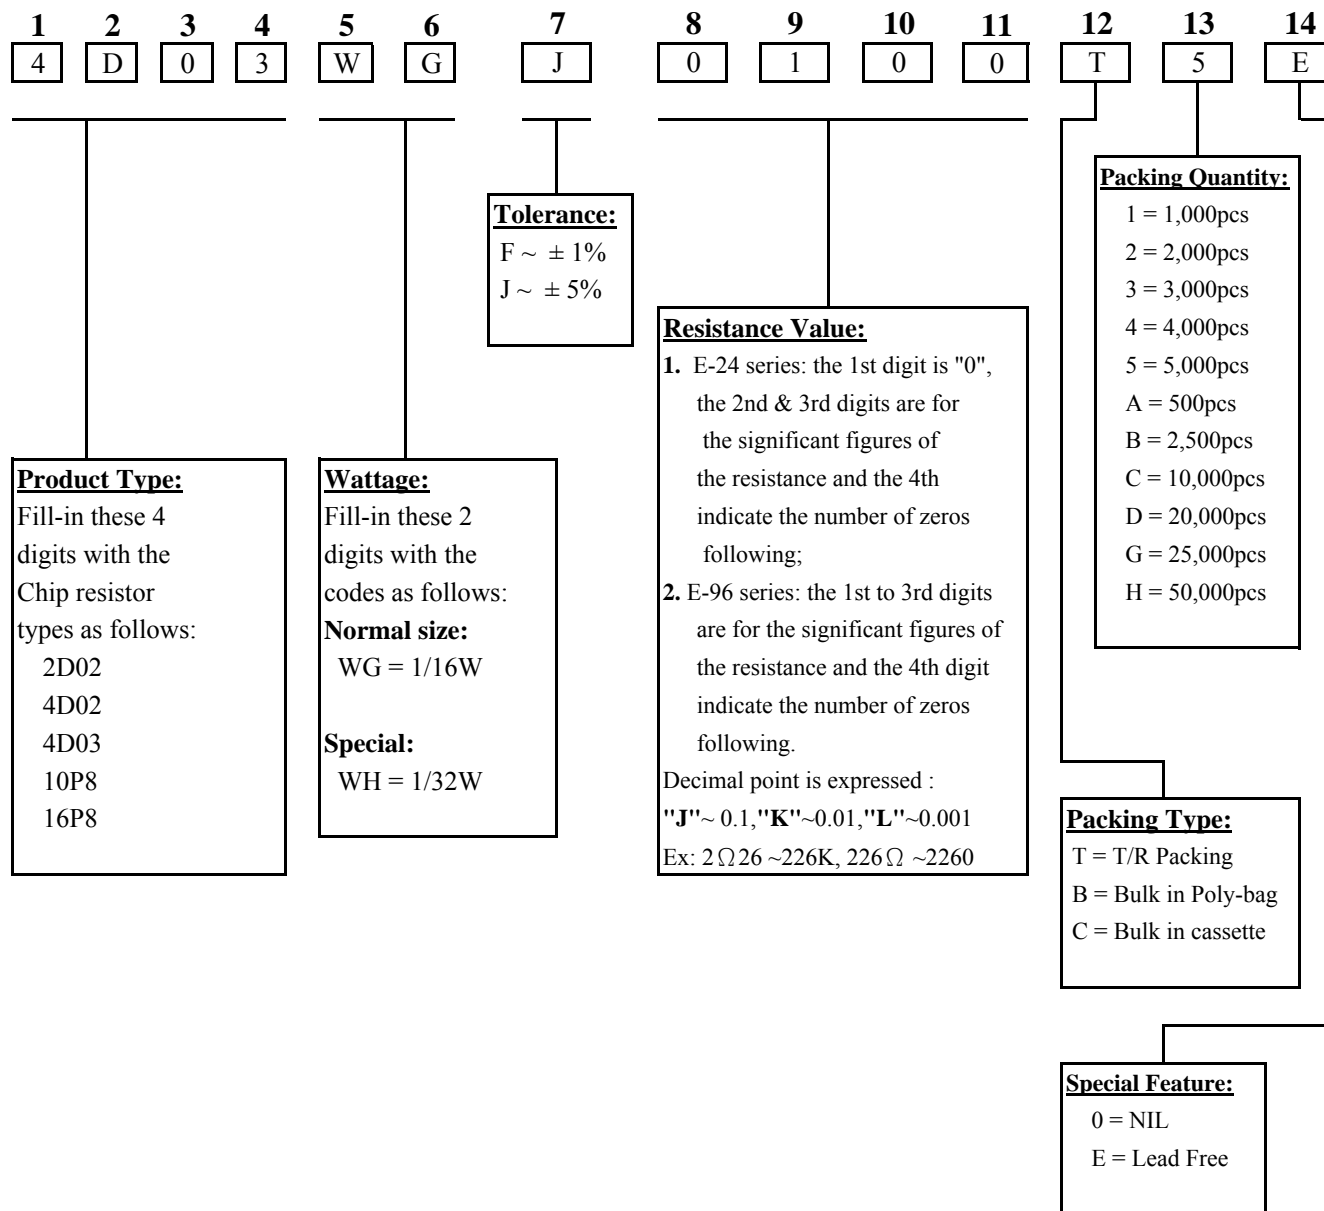 1 2 3 4 5 6 7 8 9 10 11 12 13 14
4 D 0 3 W G J 0 1 0 0 T 5 E
Packing Quantity:
1 = 1,000pcs
2 = 2,000pcs
3 = 3,000pcs
4 = 4,000pcs
5 = 5,000pcs
A = 500pcs
B = 2,500pcs
C = 10,000pcs
D = 20,000pcs
G = 25,000pcs
H = 50,000pcs
Tolerance:
F ~ ± 1%
J ~ ± 5%
Resistance Value:
1. E-24 series: the 1st digit is "0",
the 2nd & 3rd digits are for
the significant figures of
the resistance and the 4th
indicate the number of zeros
following;
2. E-96 series: the 1st to 3rd digits
are for the significant figures of
the resistance and the 4th digit
indicate the number of zeros
following.
Decimal point is expressed :
"J"~ 0.1,"K"~0.01,"L"~0.001
Ex: 2Ω26 ~226K, 226Ω ~2260
Product Type:
Fill-in these 4
digits with the
Chip resistor
types as follows:
2D02
4D02
4D03
10P8
16P8
Wattage:
Fill-in these 2
digits with the
codes as follows:
Normal size:
WG = 1/16W
Special:
WH = 1/32W
Packing Type:
T = T/R Packing
B = Bulk in Poly-bag
C = Bulk in cassette
Special Feature:
0 = NIL
E = Lead Free